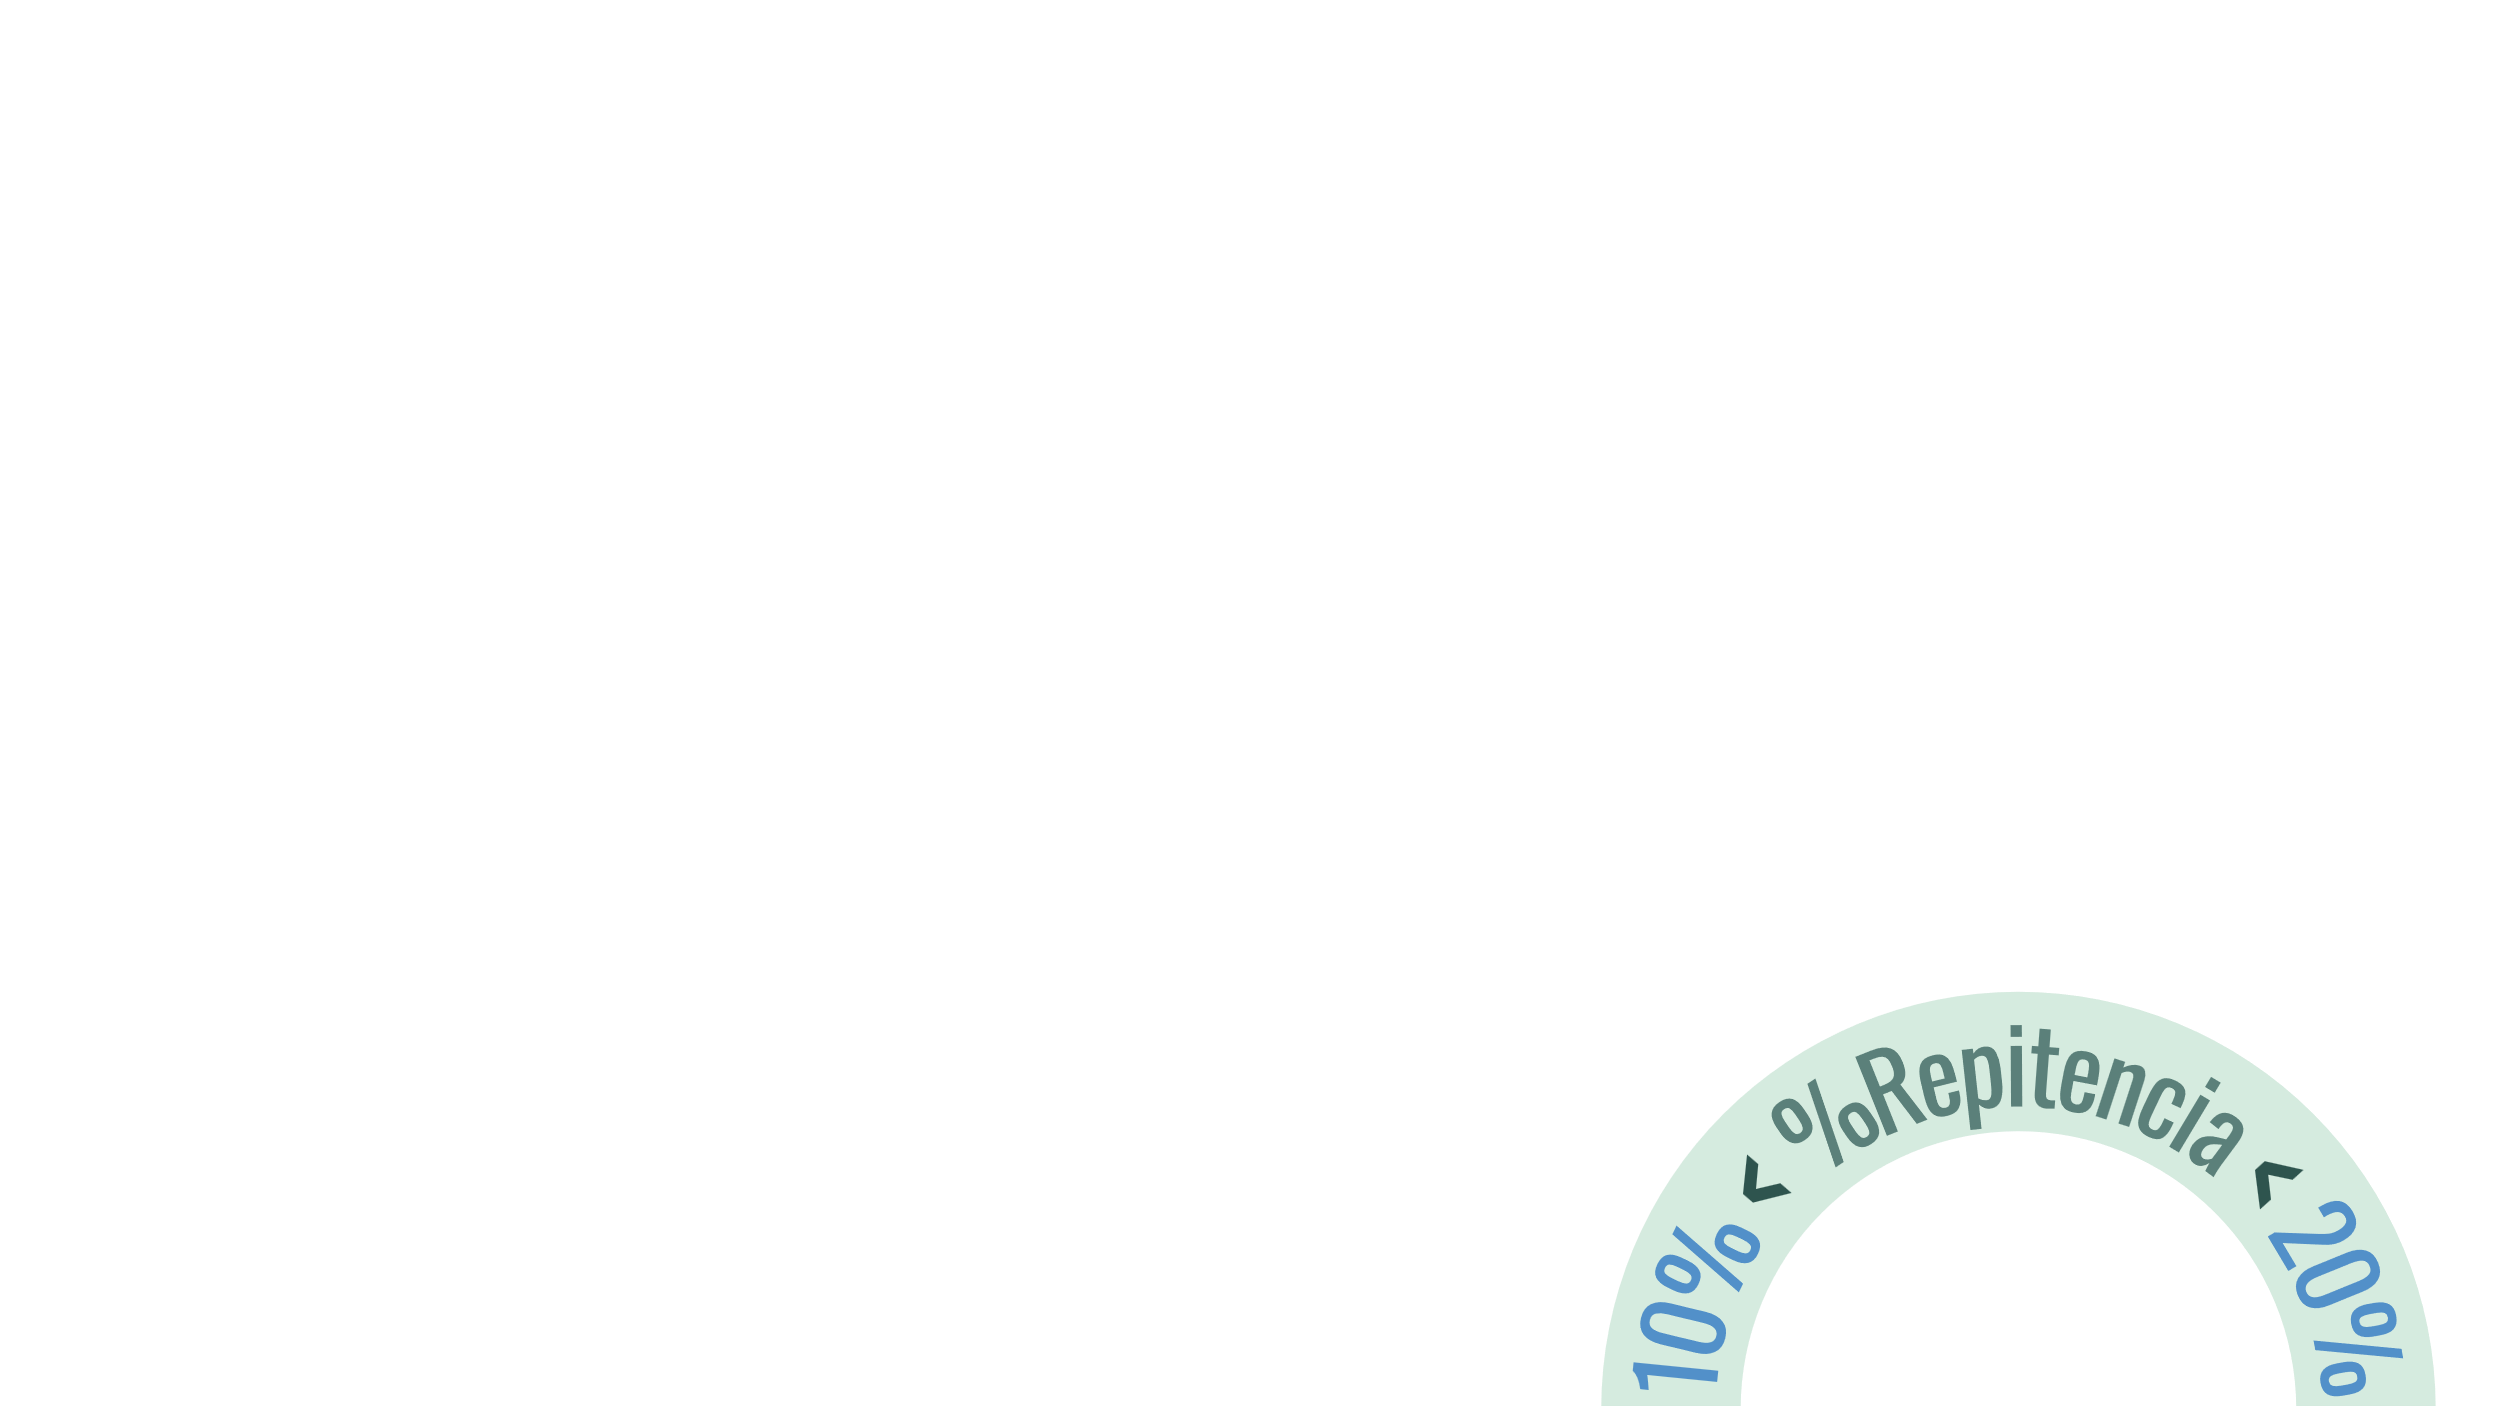 10% < % Repitencia < 20%